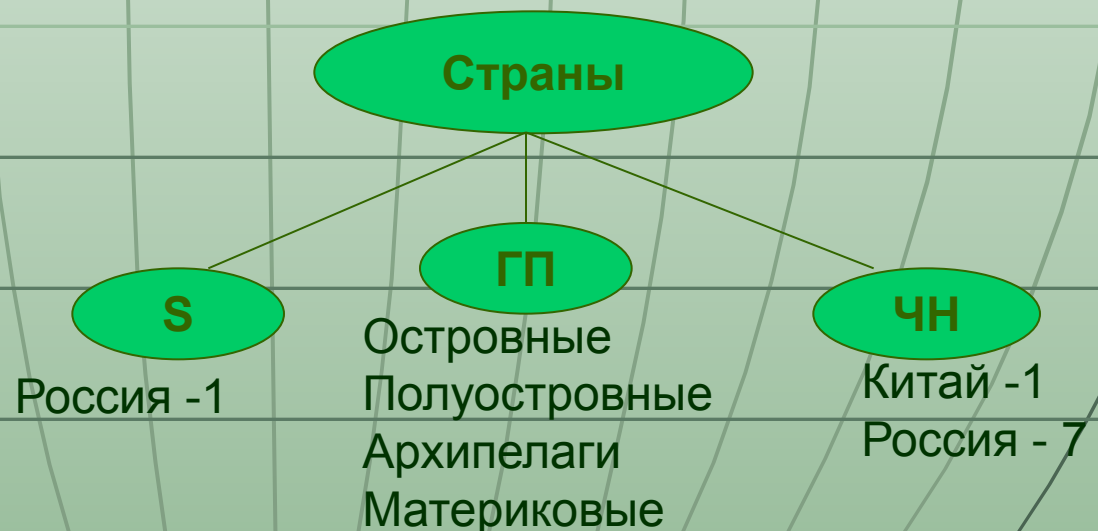 Страны
S
Россия -1
ГП
Островные
Полуостровные
Архипелаги
Материковые
ЧН
Китай -1
Россия - 7